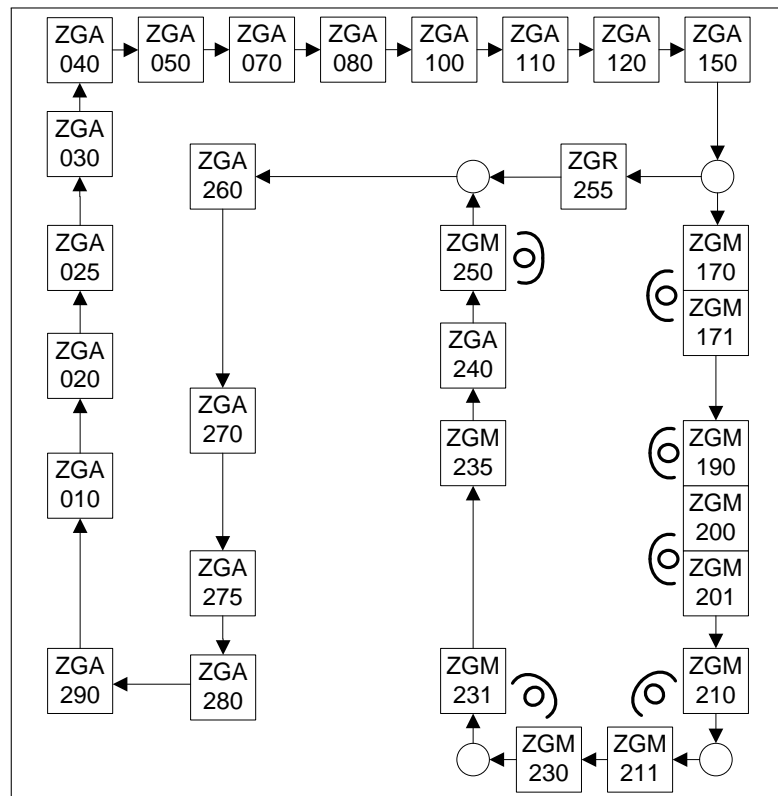 ZGA
040
ZGA
050
ZGA
070
ZGA
080
ZGA
100
ZGA
110
ZGA
120
ZGA
150
ZGA
030
ZGA
260
ZGR
255
ZGA
025
ZGM
250
ZGM
170
ZGM
171
ZGA
020
ZGA
240
ZGA
270
ZGM
235
ZGM
190
ZGA
010
ZGM
200
ZGM
201
ZGA
275
ZGA
290
ZGA
280
ZGM
231
ZGM
210
ZGM
230
ZGM
211